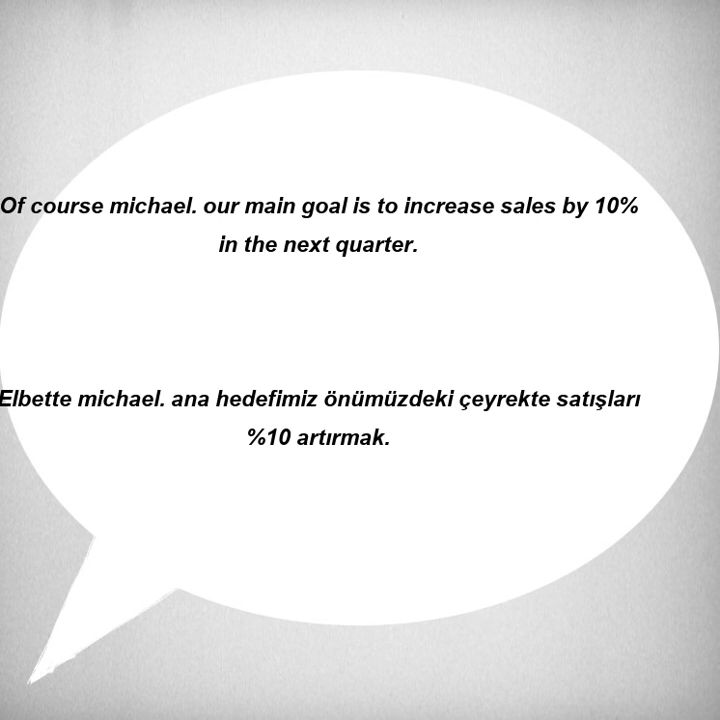 Of course michael. our main goal is to increase sales by 10%
in the next quarter.
Elbette michael. ana hedefimiz önümüzdeki çeyrekte satışları
%10 artırmak.